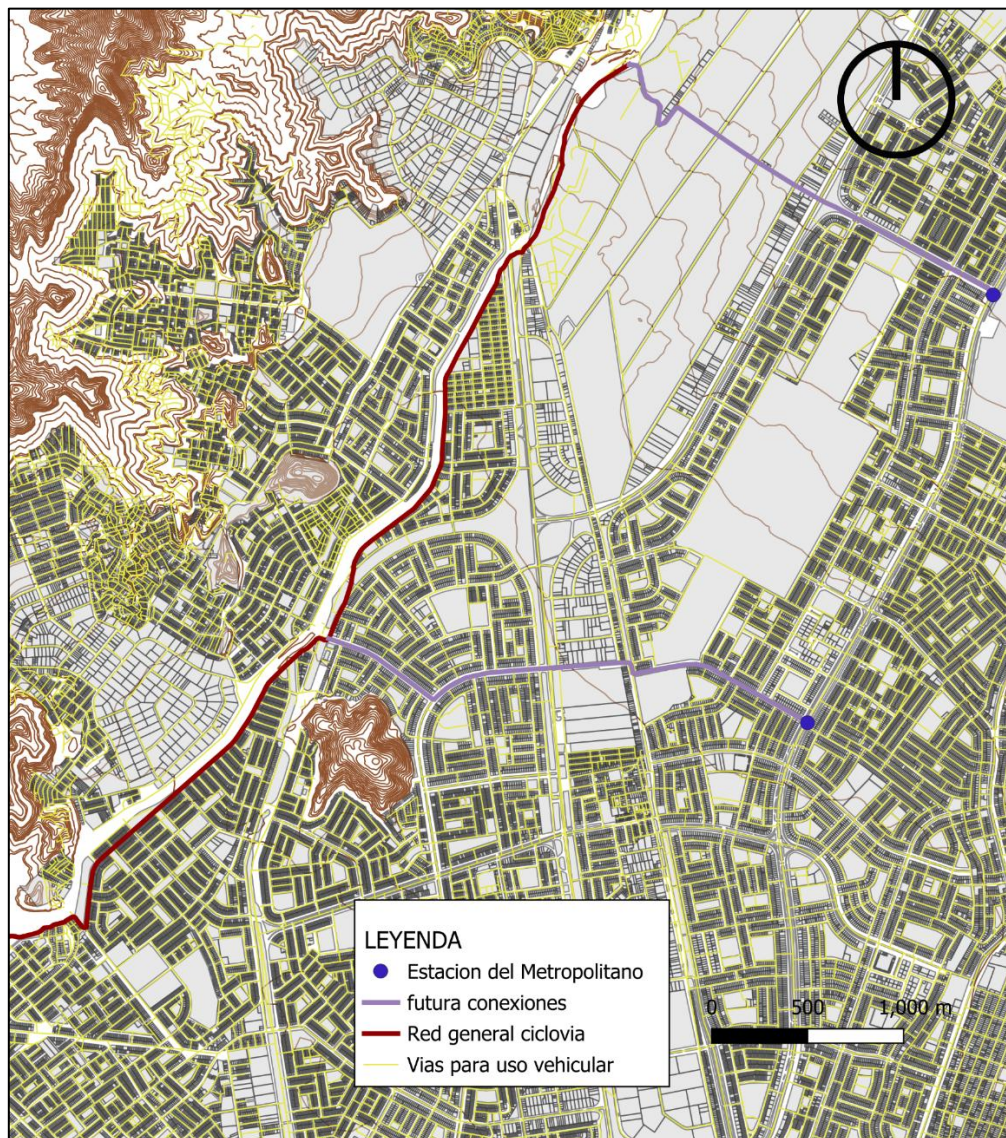 LEYENDA
Estacion del Metropolitano
futura conexiones
Red general ciclovia
Vias para uso vehicular
0 500 1,000 m